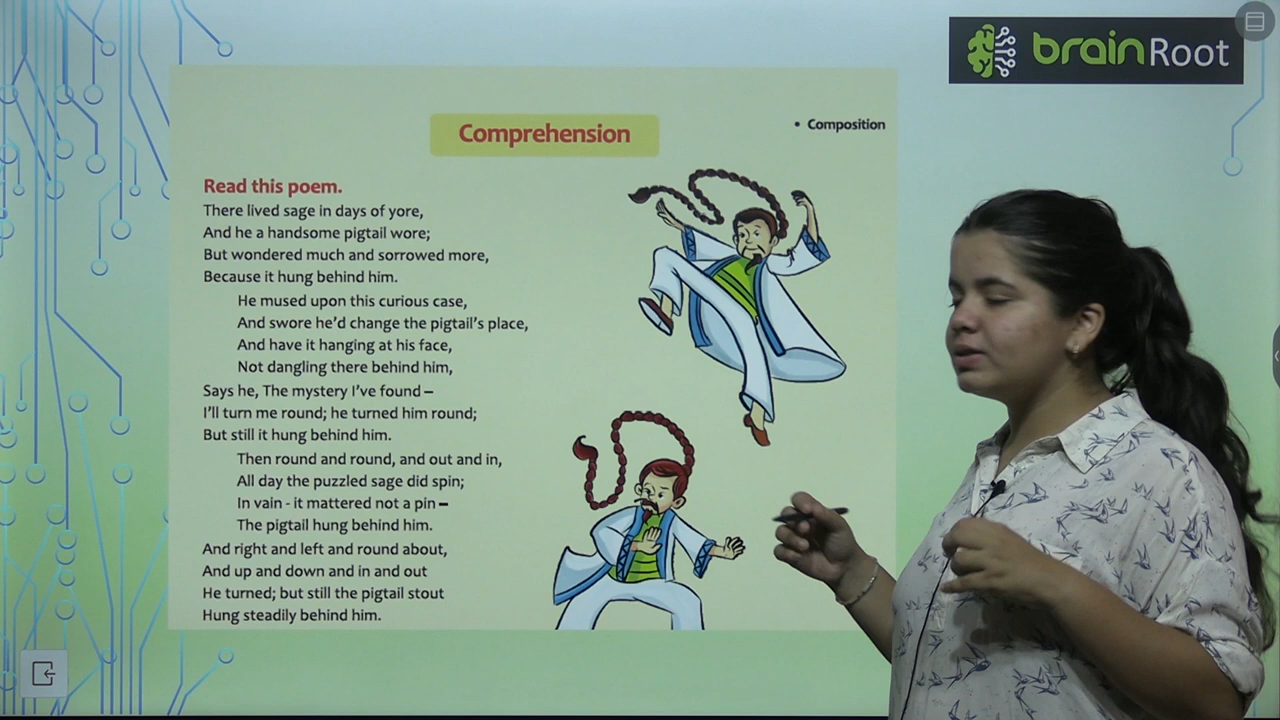 brainRoot
Comprehension
• Composition
Read this poem.
There lived sage in days of yore,
And he a handsome pigtail wore;
But wondered much and sorrowed more,
Because it hung behind him.
He mused upon this curious case,
And swore he’d change the pigtail’s place,
And have it hanging at his face,
Not dangling there behind him,
Says he, The mystery I’ve found –
I’ll turn me round; he turned him round;
But still it hung behind him.
Then round and round, and out and in,
All day the puzzled sage did spin;
In vain - it mattered not a pin –
The pigtail hung behind him.
And right and left and round about,
And up and down and in and out
He turned; but still the pigtail stout
Hung steadily behind him.